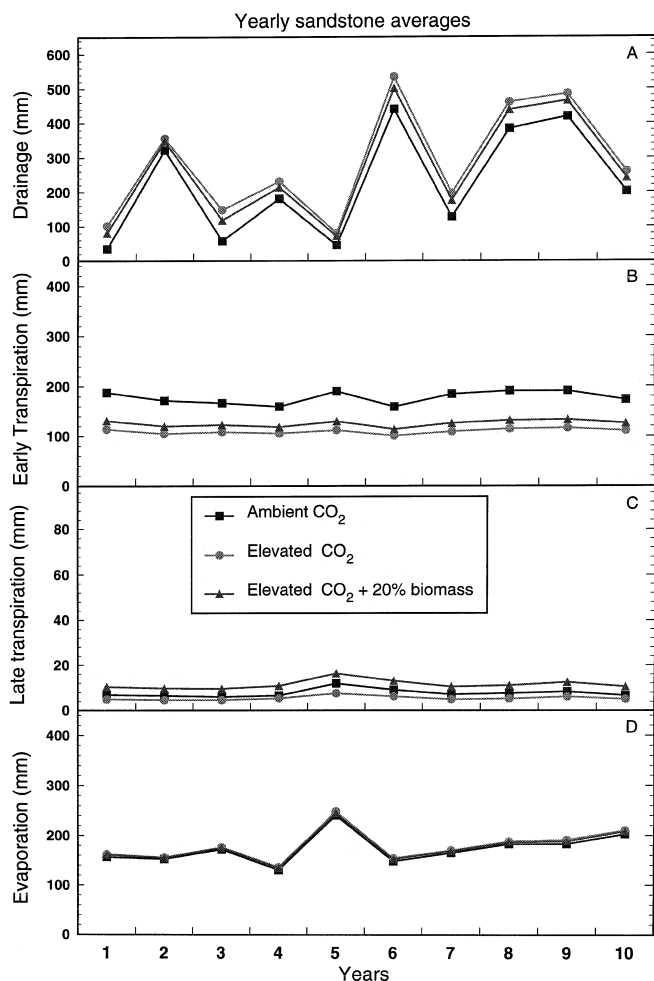 Yearly sandstone averages
A
Drainage (mm)
600
500
400
300
200
100
0
B
Early Transpiration (mm)
400
300
200
100
0
C
Late transpiration (mm)
80
60
40
20
0
Ambient CO2
Elevated CO2
Elevated CO2 + 20% biomass
D
Evaporation (mm)
400
300
200
100
0
1 2 3 4 5 6 7 8 9 10
Years